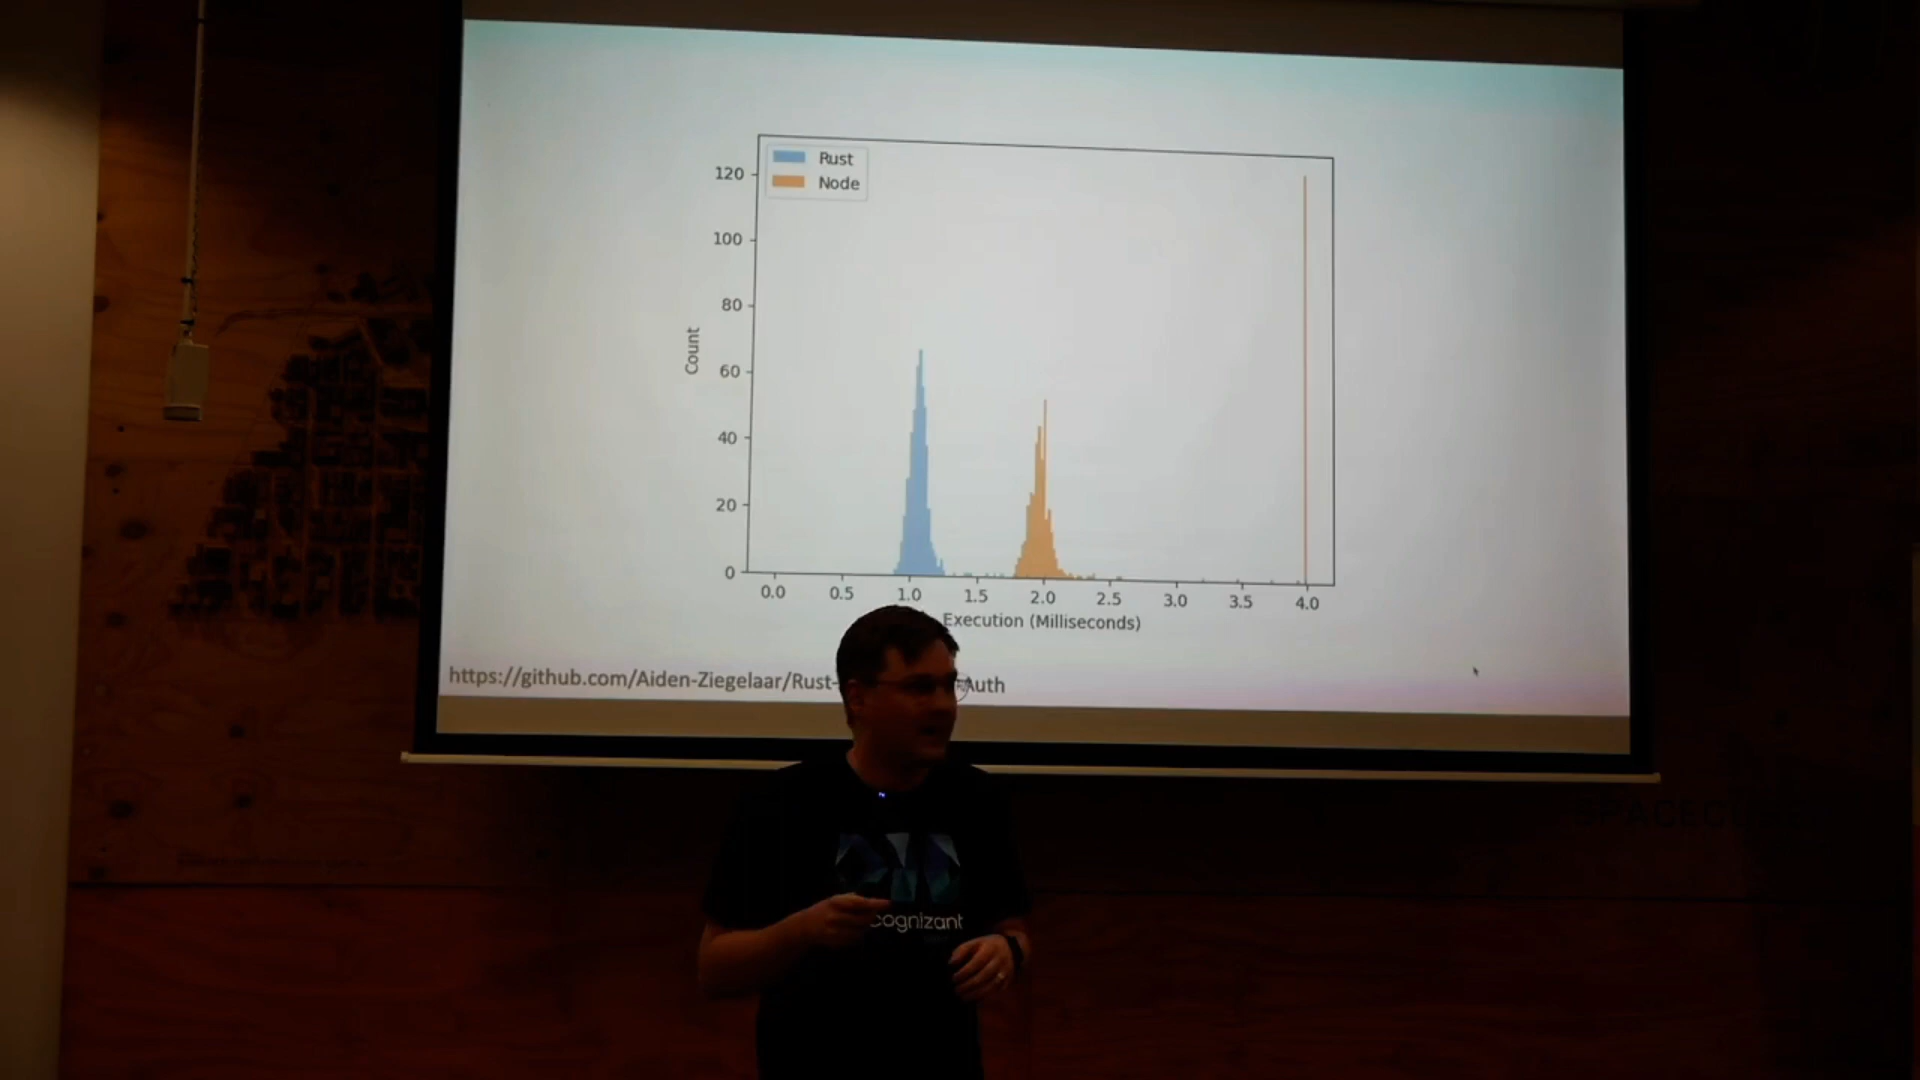 Rust
Node
120
100
80
60
40
20
0
Count
0.0 0.5 1.0 1.5 2.0 2.5 3.0 3.5 4.0
Execution (Milliseconds)
https://github.com/Aiden-Ziegelaar/Rust- Auth
cognizant